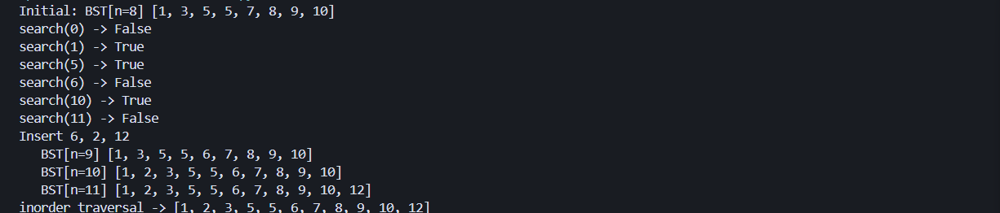 Initial: BST[n=8] [1, 3, 5, 5, 7, 8, 9, 10]
search(0) -> False
search(1) -> True
search(5) -> True
search(6) -> False
search(10) -> True
search(11) -> False
Insert 6, 2, 12
   BST[n=9] [1, 3, 5, 5, 6, 7, 8, 9, 10]
   BST[n=10] [1, 2, 3, 5, 5, 6, 7, 8, 9, 10]
   BST[n=11] [1, 2, 3, 5, 5, 6, 7, 8, 9, 10, 12]
inorder traversal -> [1, 2, 3, 5, 5, 6, 7, 8, 9, 10, 12]